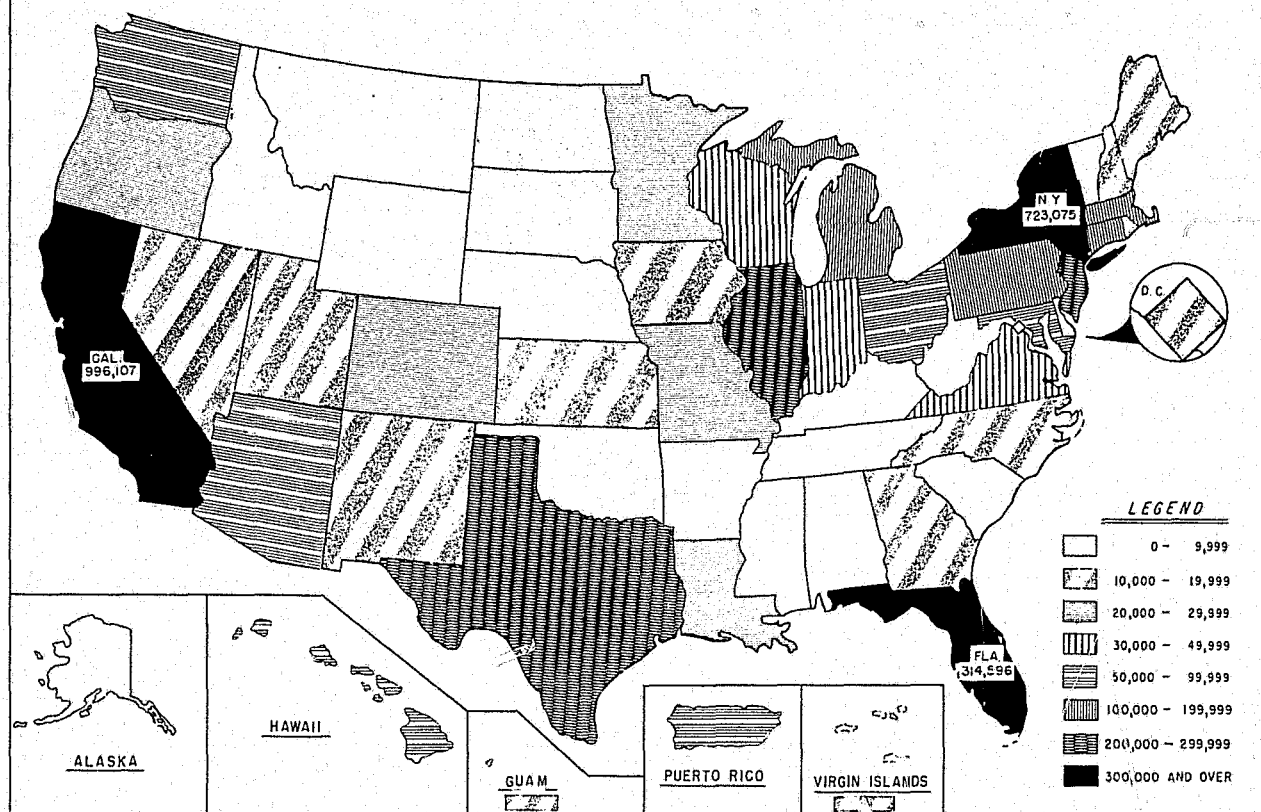 N Y
723,075
D. C.
CAL.
996,107
LEGEND
0 - 9,999
10,000 - 19,999
20,000 - 29,999
30,000 - 49,999
50,000 - 99,999
100,000 - 199,999
200,000 - 299,999
300,000 AND OVER
FLA.
314,596
ALASKA
HAWAII
GUAM
PUERTO RICO
VIRGIN ISLANDS